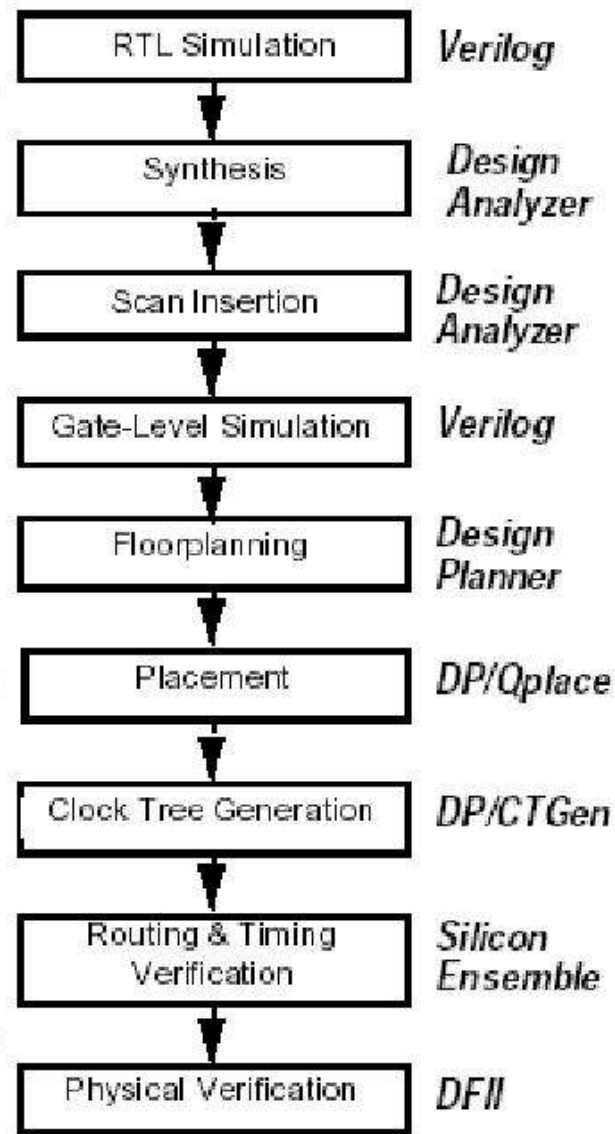 RTL Simulation
Verilog
Synthesis
Design
Analyzer
Scan Insertion
Design
Analyzer
Gate-Level Simulation
Verilog
Floorplanning
Design
Planner
Placement
DP/Qplace
Clock Tree Generation
DP/CTGen
Routing & Timing
Verification
Silicon
Ensemble
Physical Verification
DFII